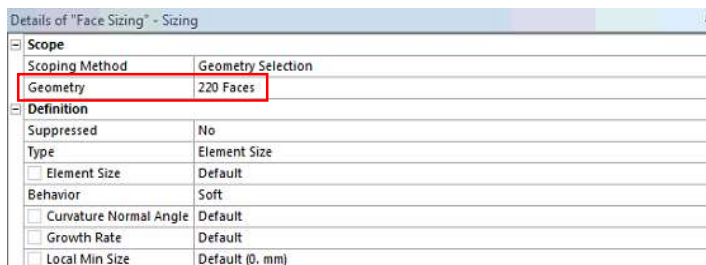 Details of "Face Sizing" - Sizing
Scope
Scoping Method Geometry Selection
Geometry 220 Faces
Definition
Suppressed No
Type Element Size
Element Size Default
Behavior Soft
Curvature Normal Angle Default
Growth Rate Default
Local Min Size Default (0. mm)